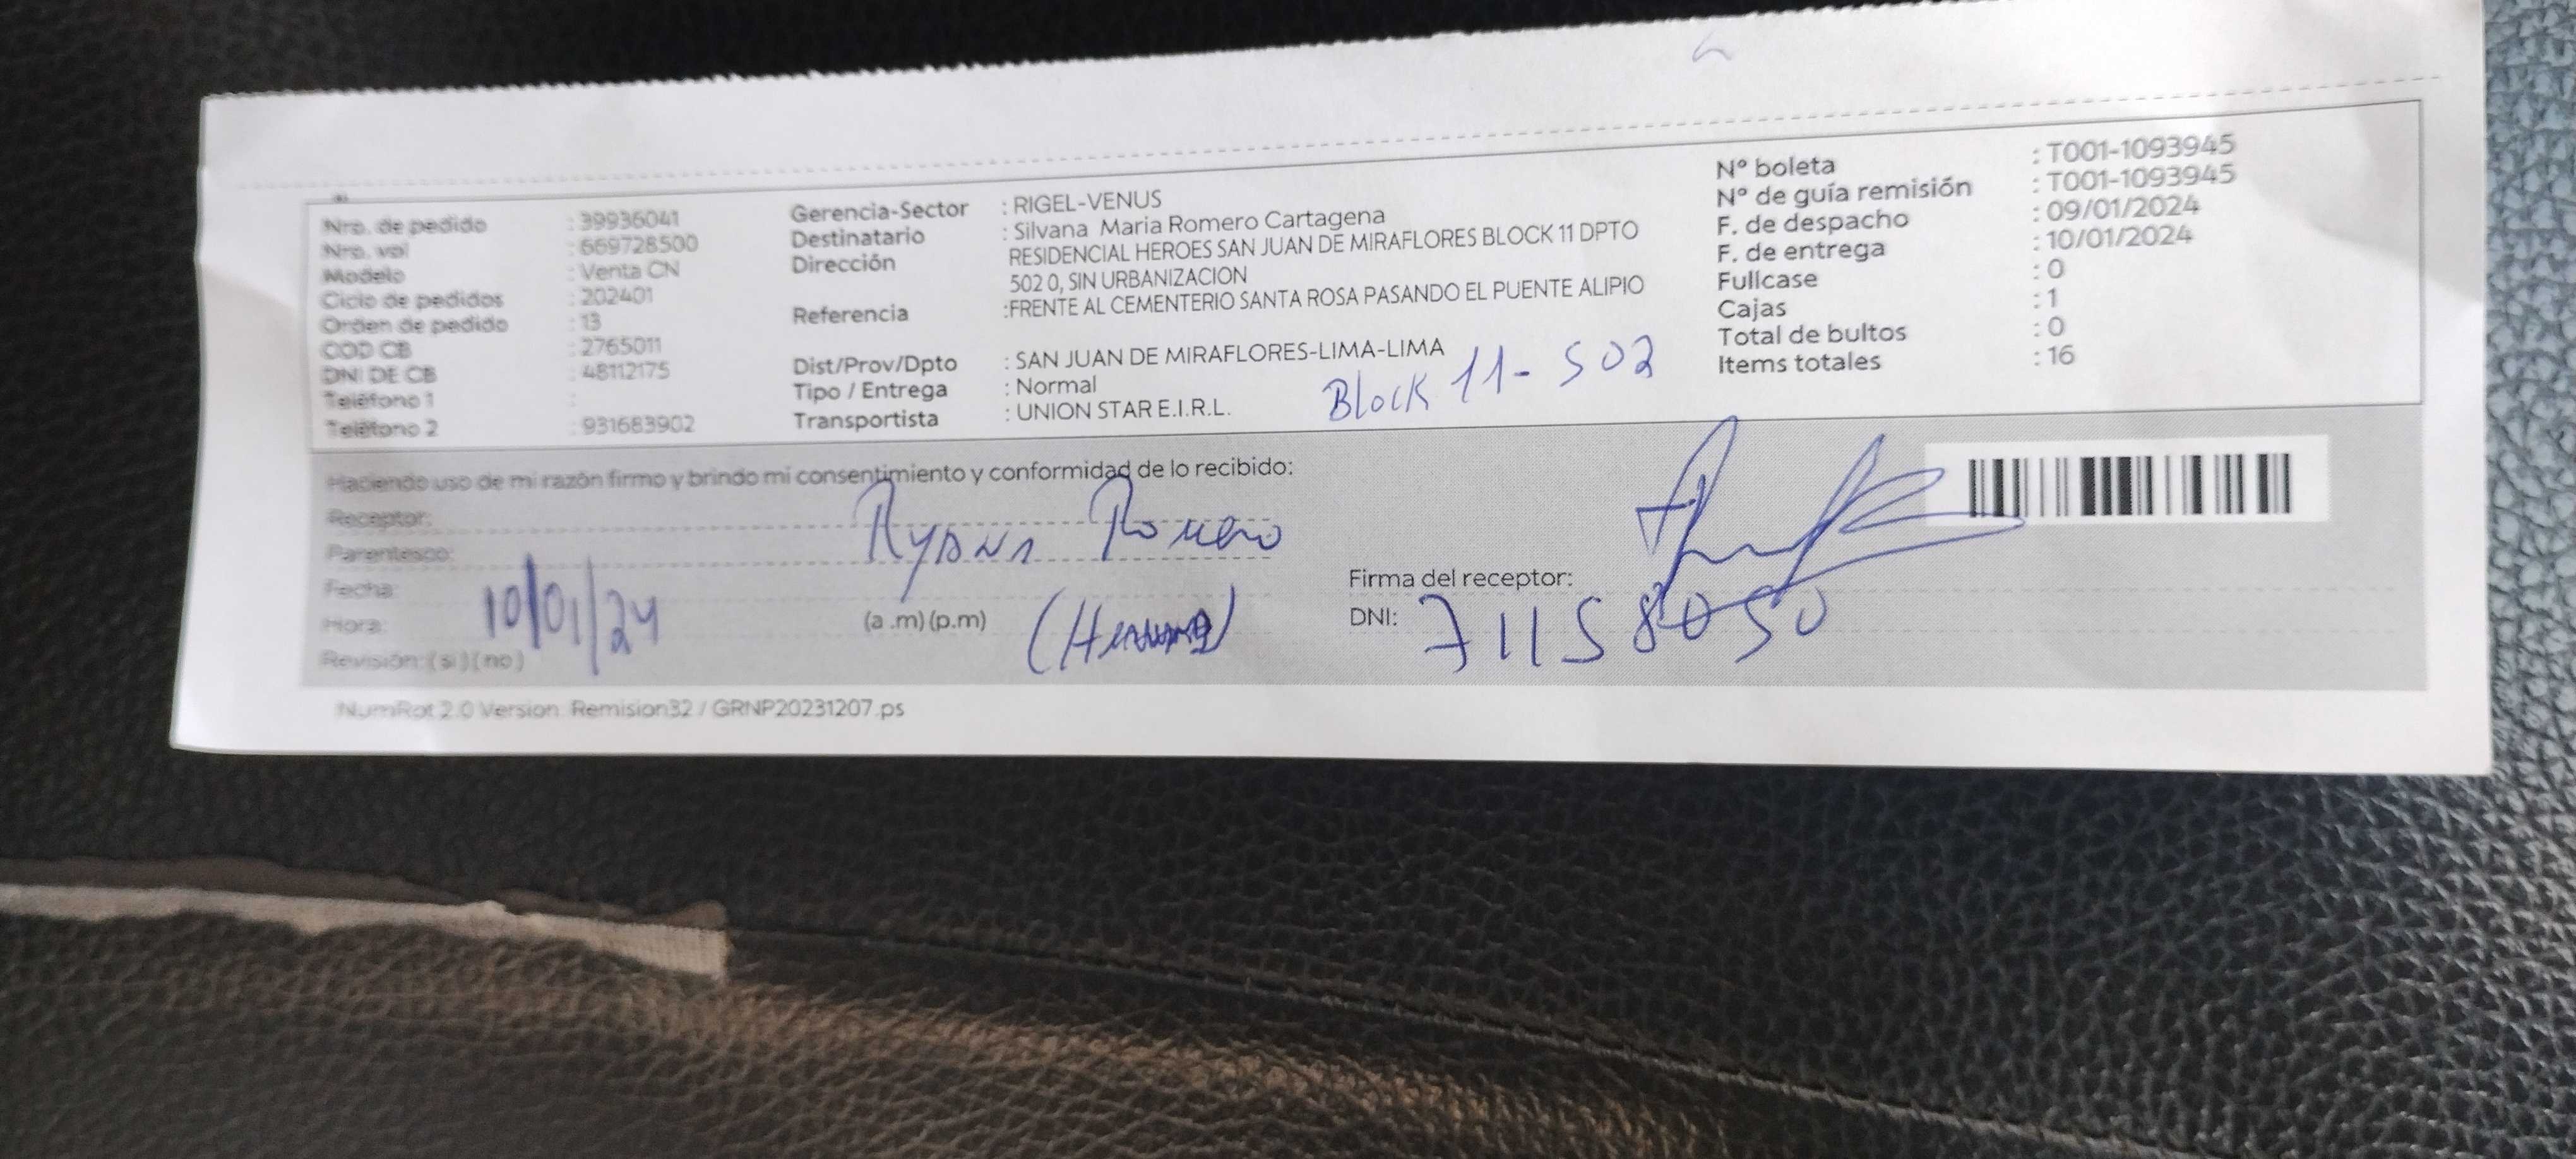 Nro. de pedido : 39936041
Nro. val : 669728500
Modelo : Venta CN
Ciclo de pedidos : 202401
Orden de pedido : 13
COD CB : 2765011
DNI DE CB : 48112175
Teléfono 1 :
Teléfono 2 : 931683902
Gerencia-Sector : RIGEL-VENUS
Destinatario : Silvana Maria Romero Cartagena
Dirección RESIDENCIAL HEROES SAN JUAN DE MIRAFLORES BLOCK 11 DPTO
502 0, SIN URBANIZACION
Referencia :FRENTE AL CEMENTERIO SANTA ROSA PASANDO EL PUENTE ALIPIO
Dist/Prov/Dpto : SAN JUAN DE MIRAFLORES-LIMA-LIMA
Tipo / Entrega : Normal
Transportista : UNION STAR E.I.R.L.
Block 11- 502
N° boleta : T001-1093945
N° de guía remisión : T001-1093945
F. de despacho : 09/01/2024
F. de entrega : 10/01/2024
Fullcase : 0
Cajas : 1
Total de bultos : 0
Items totales : 16
Haciendo uso de mi razón firmo y brindo mi consentimiento y conformidad de lo recibido:
Receptor: Romero
Parentesco:
Fecha: 10/01/24
Hora: (a .m) (p.m)
Revisión: ( si ) ( no )
Firma del receptor:
DNI: 71158050
NumRot 2.0 Version Remision32 / GRNP20231207.ps